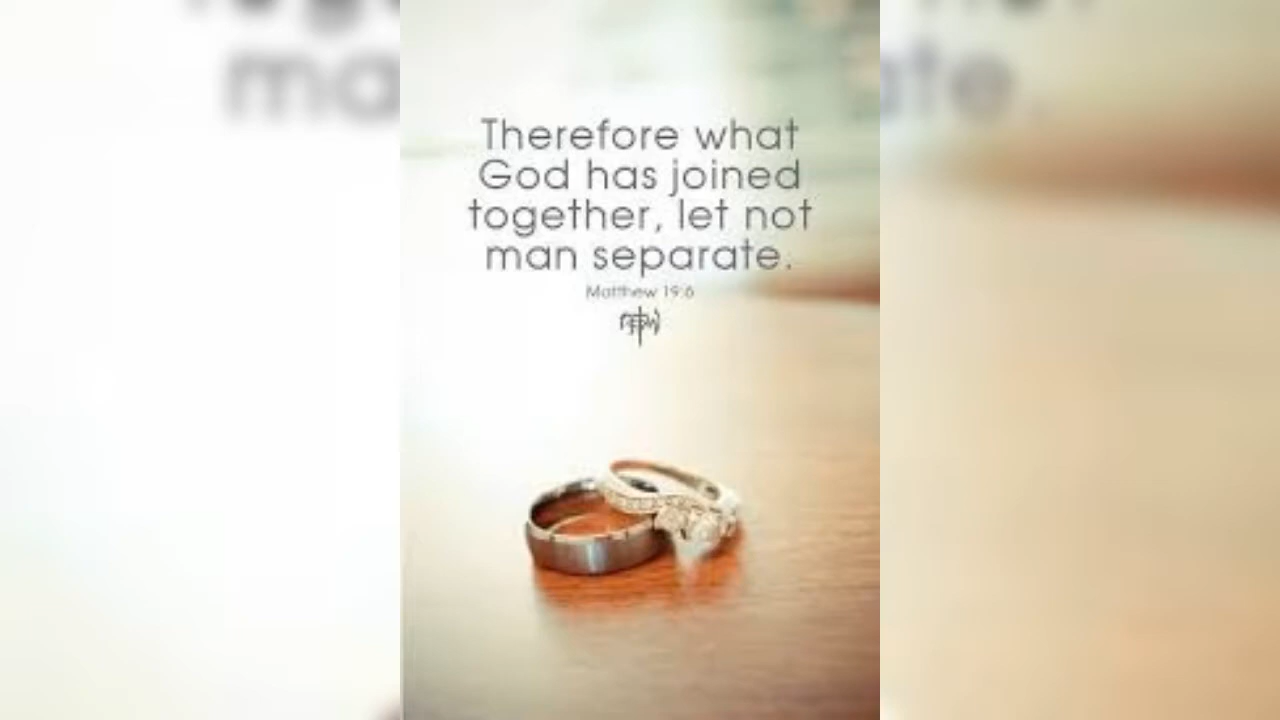 Therefore what
God has joined
together, let not
man separate.
Matthew 19:6